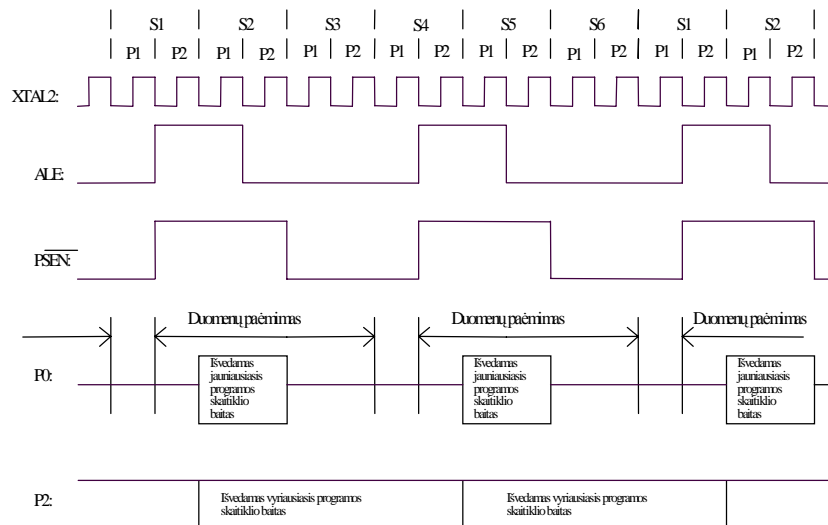 S1 S2 S3 S4 S5 S6 S1 S2
P1 P2 P1 P2 P1 P2 P1 P2 P1 P2 P1 P2 P1 P2 P1 P2
XTAL2:
ALE:
PSEN:
Duomenų paėmimas Duomenų paėmimas Duomenų paėmimas
P0:
Išvedamas
jauniausiasis
programos
skaitiklio
baitas
Išvedamas
jauniausiasis
programos
skaitiklio
baitas
Išvedamas
jauniausiasis
programos
skaitiklio
baitas
P2:
Išvedamas vyriausiasis programos
skaitiklio baitas
Išvedamas vyriausiasis programos
skaitiklio baitas